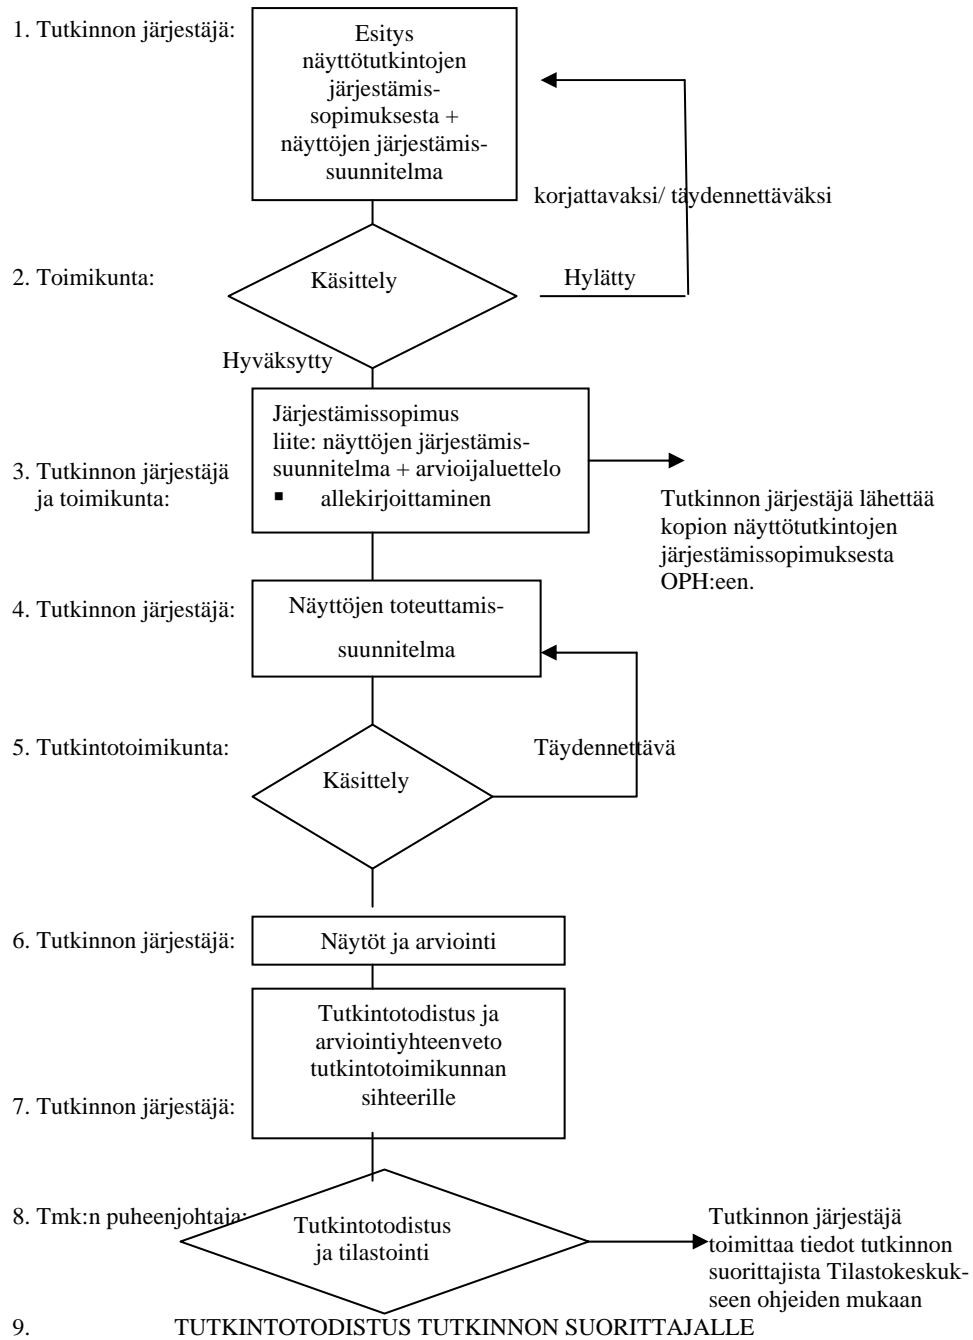 1. Tutkinnon järjestäjä:
Esitys
näyttötutkintojen
järjestämis-
sopimuksesta +
näyttöjen järjestämis-
suunnitelma
korjattavaksi/ täydennettäväksi
2. Toimikunta:
Käsittely
Hylätty
Hyväksytty
3. Tutkinnon järjestäjä
ja toimikunta:
Järjestämissopimus
liite: näyttöjen järjestämis-
suunnitelma + arvioijaluettelo
▪ allekirjoittaminen
Tutkinnon järjestäjä lähettää
kopion näyttötutkintojen
järjestämissopimuksesta
OPH:een.
4. Tutkinnon järjestäjä:
Näyttöjen toteuttamis-
suunnitelma
5. Tutkintotoimikunta:
Täydennettävä
Käsittely
6. Tutkinnon järjestäjä:
Näytöt ja arviointi
7. Tutkinnon järjestäjä:
Tutkintotodistus ja
arviointiyhteenveto
tutkintotoimikunnan
sihteerille
8. Tmk:n puheenjohtaja:
Tutkintotodistus
ja tilastointi
Tutkinnon järjestäjä
toimittaa tiedot tutkinnon
suorittajista Tilastokeskuk-
seen ohjeiden mukaan
9. TUTKINTOTODISTUS TUTKINNON SUORITTAJALLE